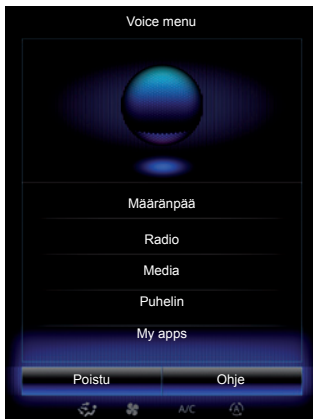 Voice menu
Määränpää
Radio
Media
Puhelin
My apps
Poistu Ohje
A/C